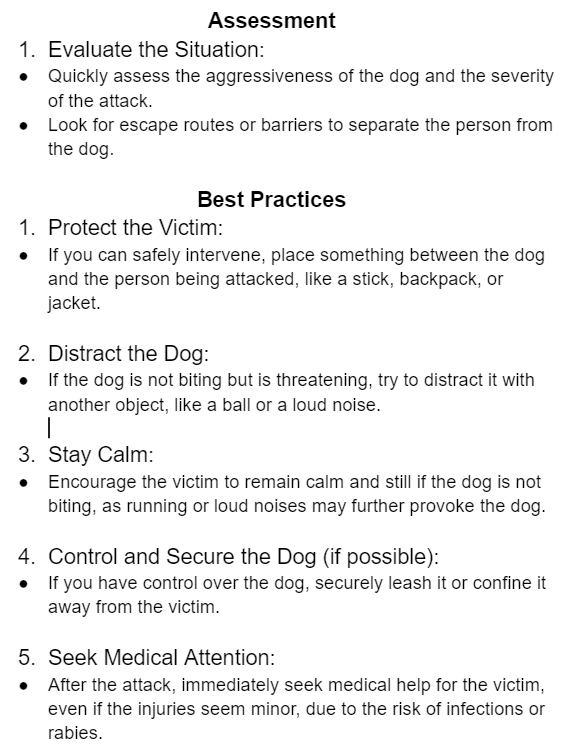 Assessment
1. Evaluate the Situation:
● Quickly assess the aggressiveness of the dog and the severity
of the attack.
● Look for escape routes or barriers to separate the person from
the dog.
Best Practices
1. Protect the Victim:
● If you can safely intervene, place something between the dog
and the person being attacked, like a stick, backpack, or
jacket.
2. Distract the Dog:
● If the dog is not biting but is threatening, try to distract it with
another object, like a ball or a loud noise.
3. Stay Calm:
● Encourage the victim to remain calm and still if the dog is not
biting, as running or loud noises may further provoke the dog.
4. Control and Secure the Dog (if possible):
● If you have control over the dog, securely leash it or confine it
away from the victim.
5. Seek Medical Attention:
● After the attack, immediately seek medical help for the victim,
even if the injuries seem minor, due to the risk of infections or
rabies.